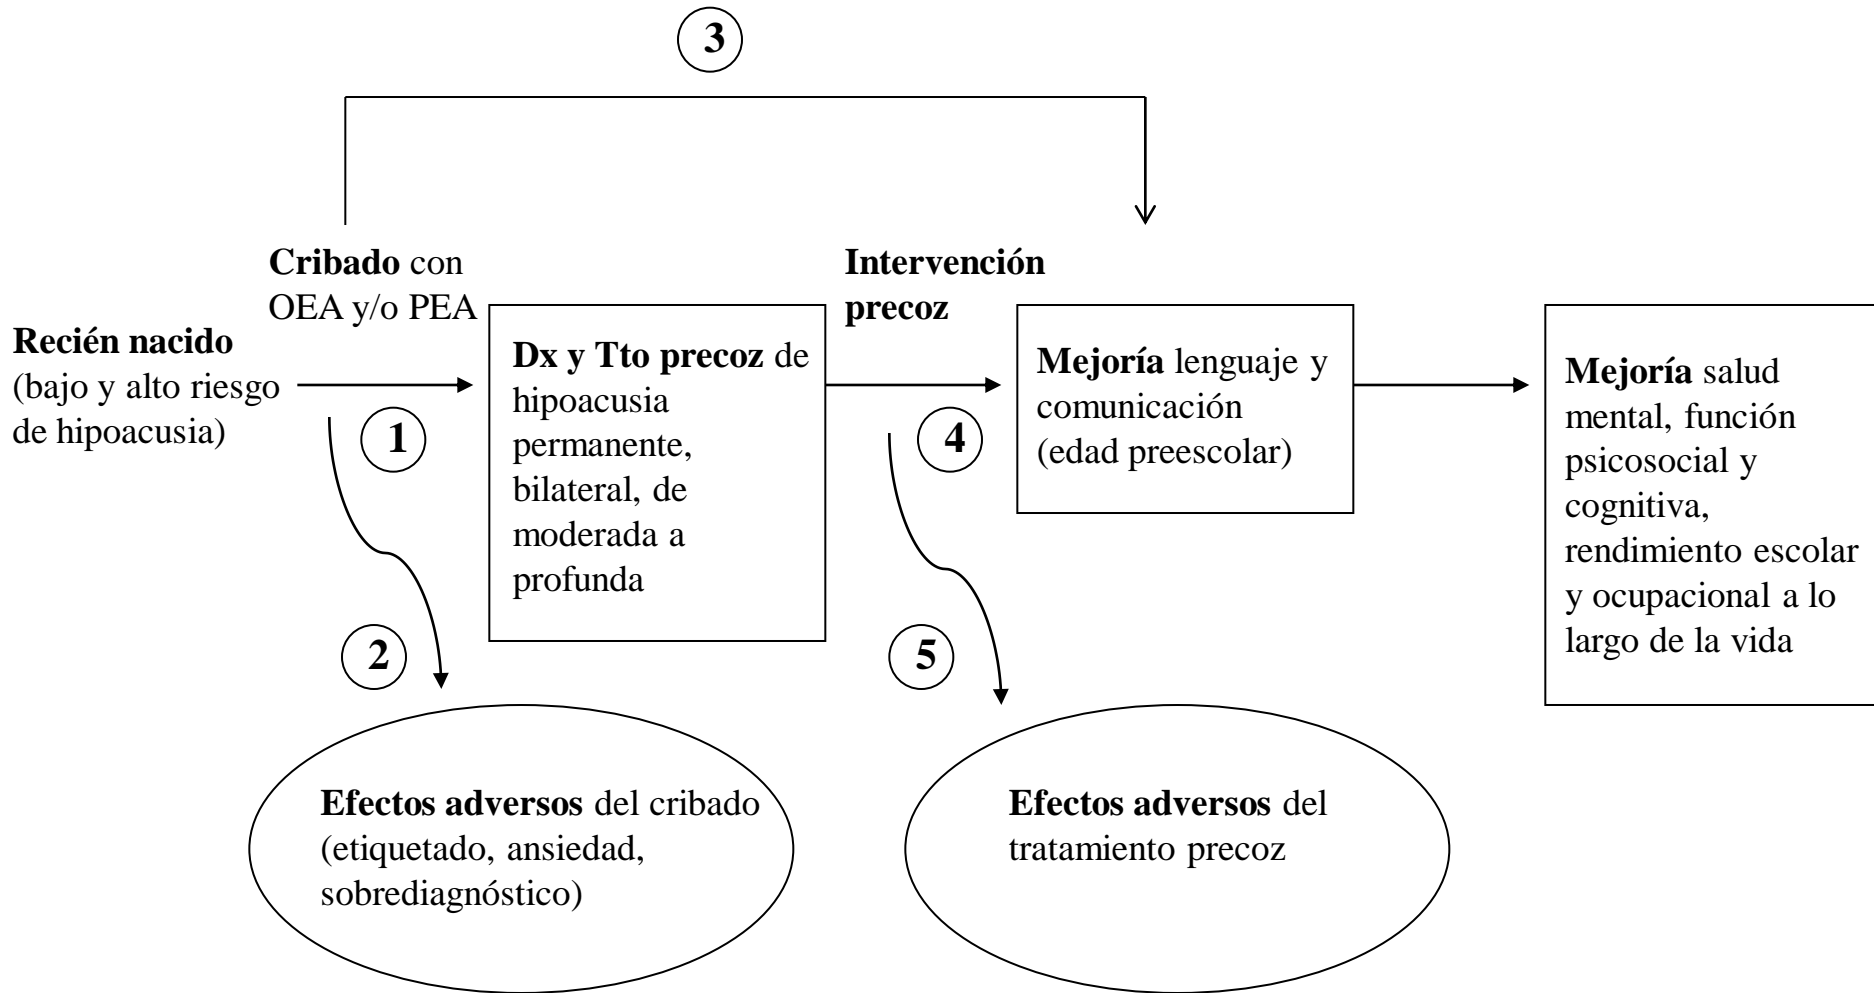 3
Cribado con
OEA y/o PEA
Intervención
precoz
Recién nacido
(bajo y alto riesgo
de hipoacusia)
1
2
Dx y Tto precoz de
hipoacusia
permanente,
bilateral, de
moderada a
profunda
4
5
Mejoría lenguaje y
comunicación
(edad preescolar)
Mejoría salud
mental, función
psicosocial y
cognitiva,
rendimiento escolar
y ocupacional a lo
largo de la vida
Efectos adversos del cribado
(etiquetado, ansiedad,
sobrediagnóstico)
Efectos adversos del
tratamiento precoz